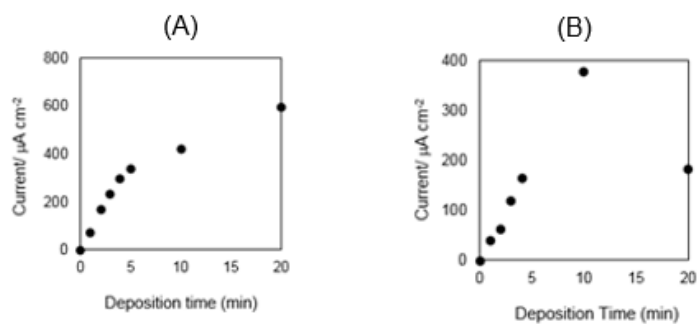 (A)
800
600
400
200
0
0 5 10 15 20
Current/ μA cm-2
Deposition time (min)
(B)
400
300
200
100
0
0 5 10 15 20
Current/ μA cm-2
Deposition Time (min)